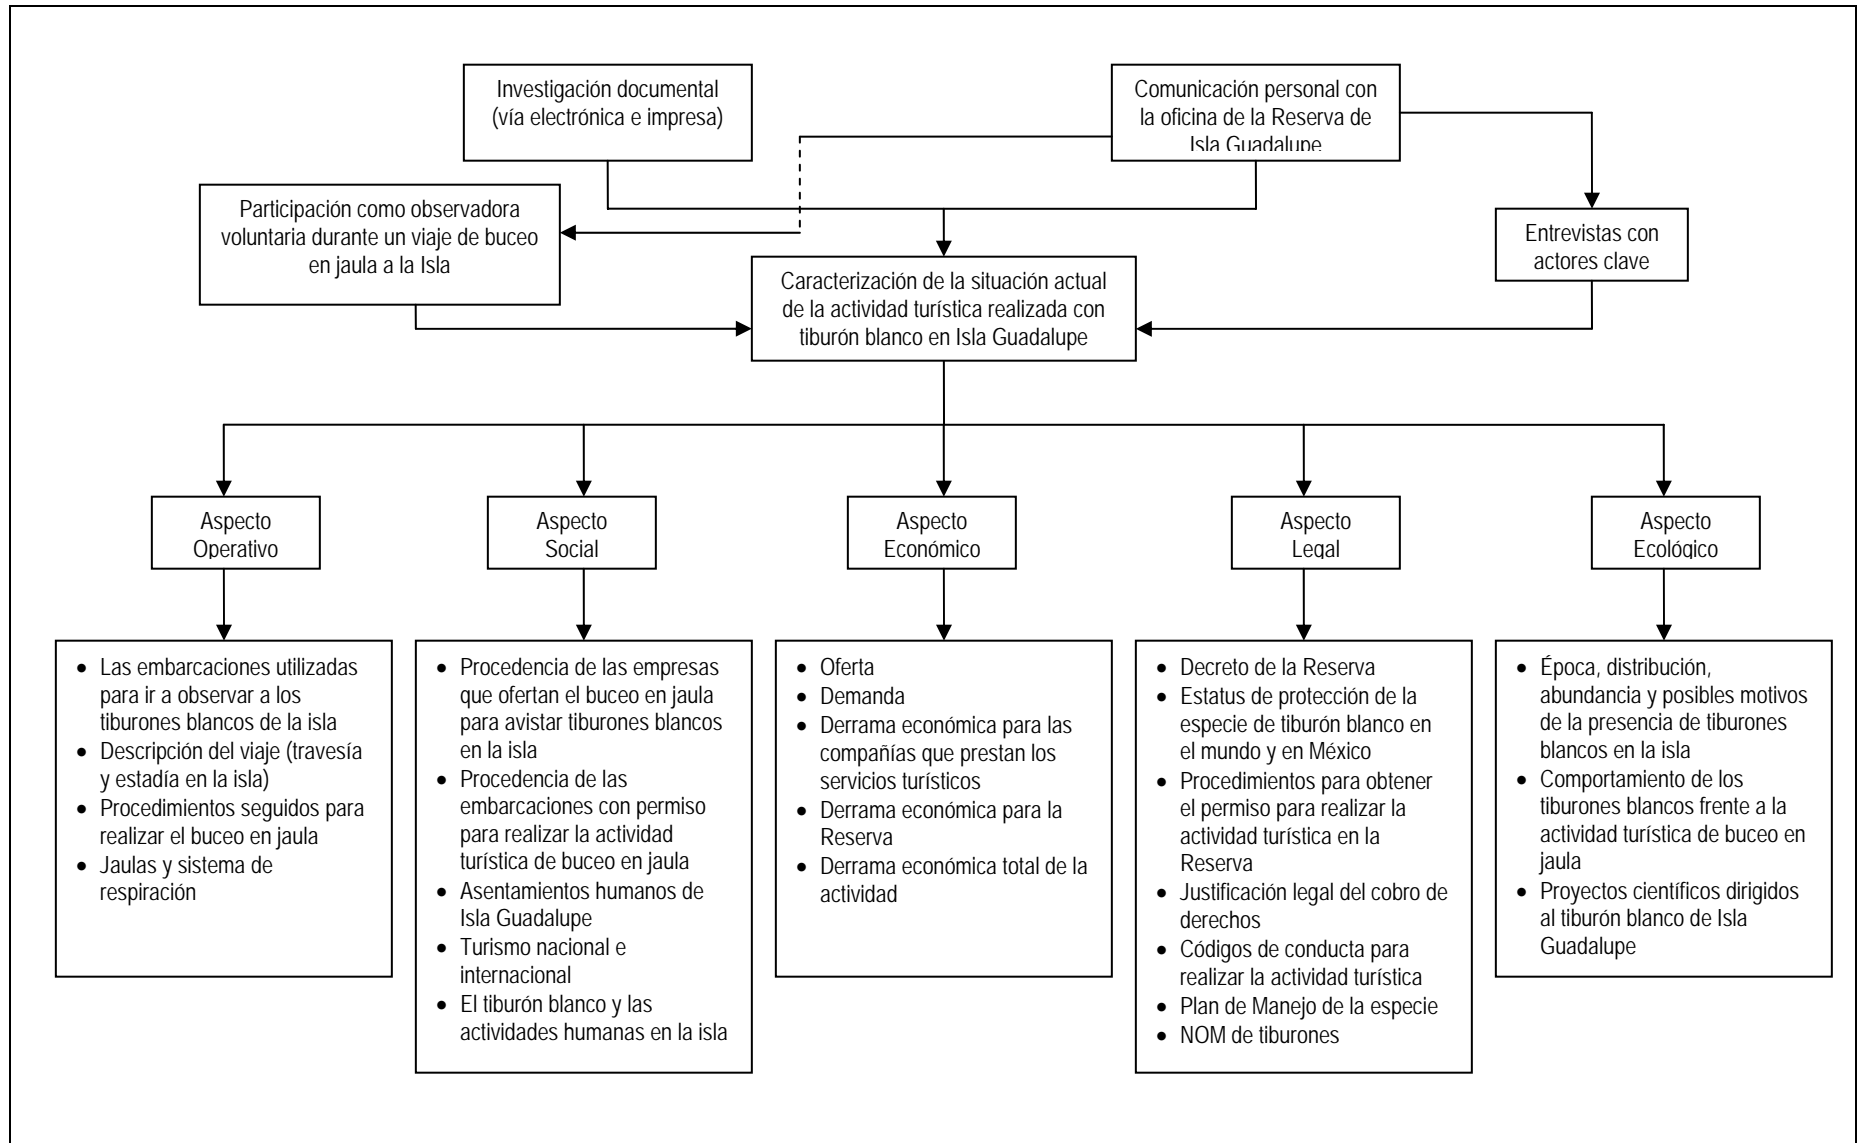 Investigación documental
(vía electrónica e impresa)
Comunicación personal con
la oficina de la Reserva de
Isla Guadalupe
Participación como observadora
voluntaria durante un viaje de buceo
en jaula a la Isla
Entrevistas con
actores clave
Caracterización de la situación actual
de la actividad turística realizada con
tiburón blanco en Isla Guadalupe
Aspecto
Operativo
Aspecto
Social
Aspecto
Económico
Aspecto
Legal
Aspecto
Ecológico
• Las embarcaciones utilizadas
para ir a observar a los
tiburones blancos de la isla
• Descripción del viaje (travesía
y estadía en la isla)
• Procedimientos seguidos para
realizar el buceo en jaula
• Jaulas y sistema de
respiración
• Procedencia de las empresas
que ofertan el buceo en jaula
para avistar tiburones blancos
en la isla
• Procedencia de las
embarcaciones con permiso
para realizar la actividad
turística de buceo en jaula
• Asentamientos humanos de
Isla Guadalupe
• Turismo nacional e
internacional
• El tiburón blanco y las
actividades humanas en la isla
• Oferta
• Demanda
• Derrama económica para las
compañías que prestan los
servicios turísticos
• Derrama económica para la
Reserva
• Derrama económica total de la
actividad
• Decreto de la Reserva
• Estatus de protección de la
especie de tiburón blanco en
el mundo y en México
• Procedimientos para obtener
el permiso para realizar la
actividad turística en la
Reserva
• Justificación legal del cobro de
derechos
• Códigos de conducta para
realizar la actividad turística
• Plan de Manejo de la especie
• NOM de tiburones
• Época, distribución,
abundancia y posibles motivos
de la presencia de tiburones
blancos en la isla
• Comportamiento de los
tiburones blancos frente a la
actividad turística de buceo en
jaula
• Proyectos científicos dirigidos
al tiburón blanco de Isla
Guadalupe